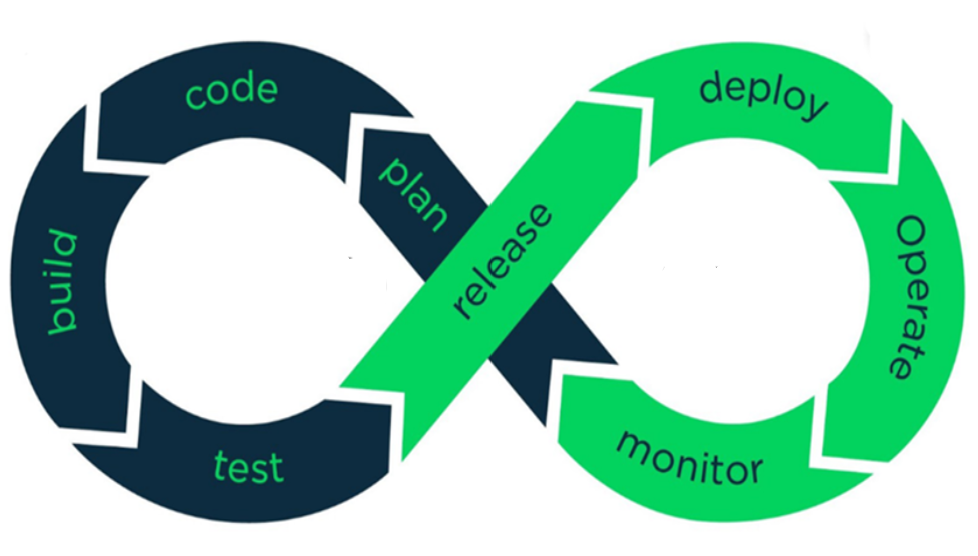 code
deploy
plan
release
build
Operate
test
monitor